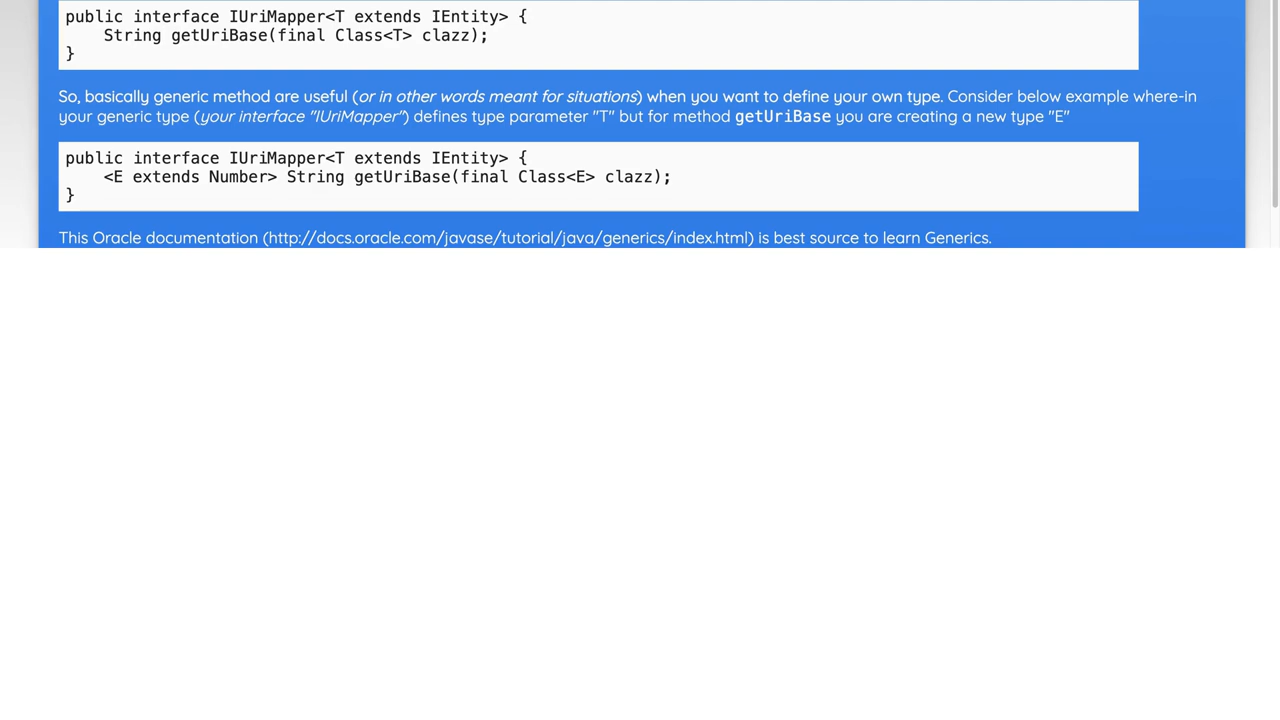 public interface IUriMapper<T extends IEntity> {
    String getUriBase(final Class<T> clazz);
}
So, basically generic method are useful (or in other words meant for situations) when you want to define your own type. Consider below example where-in
your generic type (your interface "IUriMapper") defines type parameter "T" but for method getUriBase you are creating a new type "E"
public interface IUriMapper<T extends IEntity> {
    <E extends Number> String getUriBase(final Class<E> clazz);
}
This Oracle documentation (http://docs.oracle.com/javase/tutorial/java/generics/index.html) is best source to learn Generics.